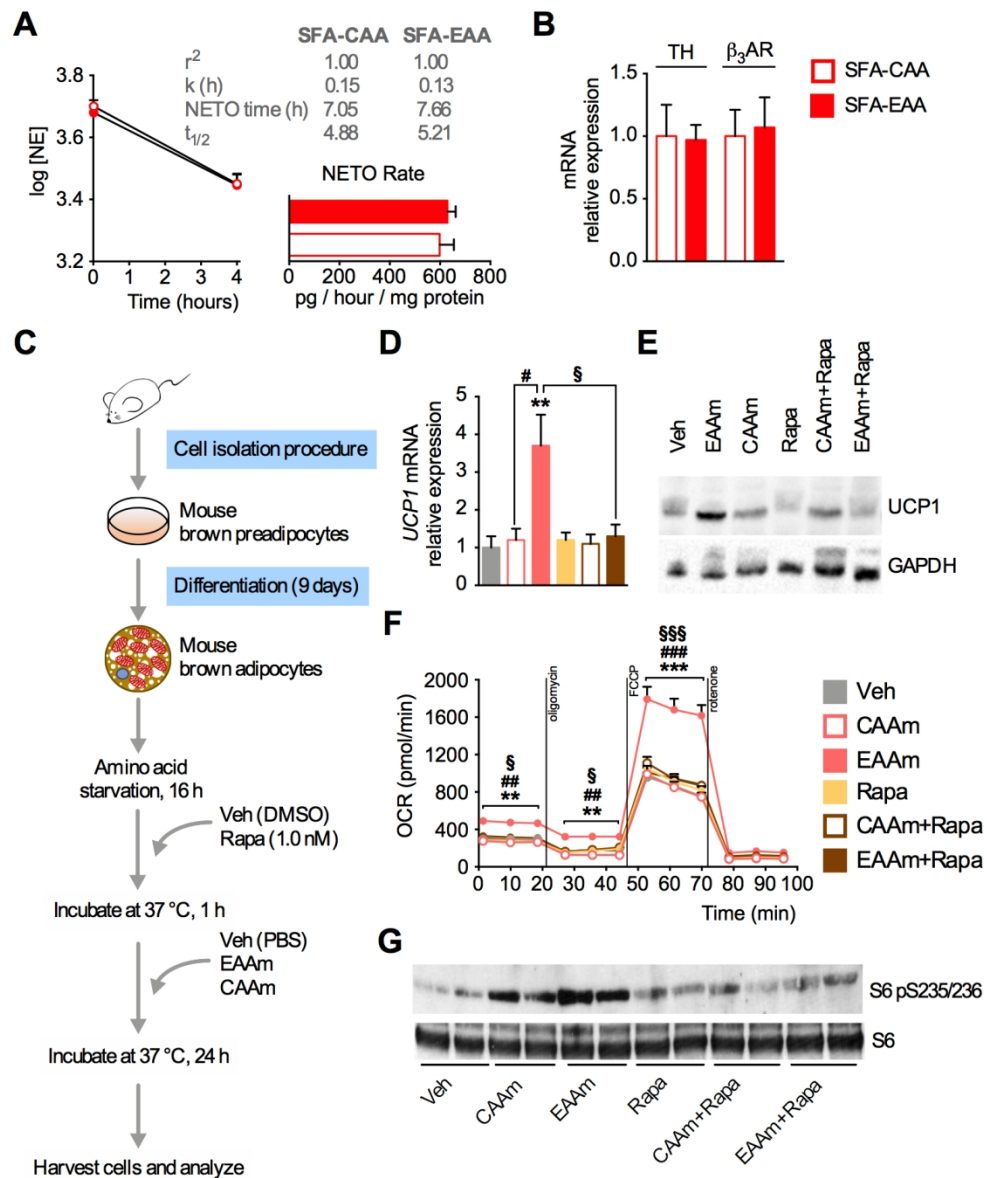 A
SFA-CAA SFA-EAA
r2 1.00 1.00
k (h) 0.15 0.13
NETO time (h) 7.05 7.66
t1/2 4.88 5.21
3.8
3.6
3.4
3.2
log [NE]
0 1 2 3 4
Time (hours)
NETO Rate
0 200 400 600 800
pg / hour / mg protein
B
TH β3AR
1.5
1.0
0.5
0.0
mRNA
relative expression
SFA-CAA
SFA-EAA
C
Cell isolation procedure
Mouse
brown preadipocytes
Differentiation (9 days)
Mouse
brown adipocytes
Amino acid
starvation, 16 h
Veh (DMSO)
Rapa (1.0 nM)
Incubate at 37 °C, 1 h
Veh (PBS)
EAAm
CAAm
Incubate at 37 °C, 24 h
Harvest cells and analyze
D
# §
**
5
4
3
2
1
0
UCP1 mRNA
relative expression
E
Veh EAAm CAAm Rapa CAAm+Rapa EAAm+Rapa
UCP1
GAPDH
F
2000
1600
1200
800
400
0
OCR (pmol/min)
oligomycin
FCCP
rotenone
§
##
**
§
##
**
§§§
###
***
0 10 20 30 40 50 60 70 80 90 100
Time (min)
Veh
CAAm
EAAm
Rapa
CAAm+Rapa
EAAm+Rapa
G
S6 pS235/236
S6
Veh CAAm EAAm Rapa CAAm+Rapa EAAm+Rapa